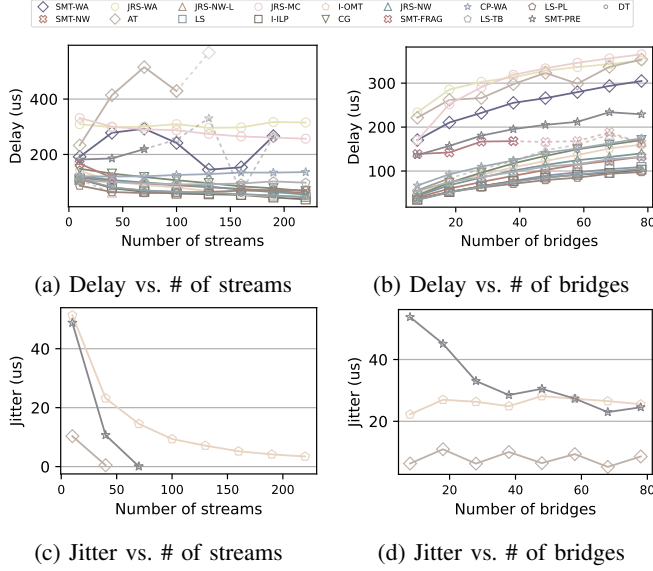 SMT-WA JRS-WA JRS-NW-L JRS-MC I-OMT JRS-NW CP-WA LS-PL DT
SMT-NW AT LS I-ILP CG SMT-FRAG LS-TB SMT-PRE
Delay (us)
400
200
0 50 100 150 200
Number of streams
Delay (us)
300
200
100
20 40 60 80
Number of bridges
(a) Delay vs. # of streams
(b) Delay vs. # of bridges
Jitter (us)
40
20
0
0 50 100 150 200
Number of streams
Jitter (us)
40
20
20 40 60 80
Number of bridges
(c) Jitter vs. # of streams
(d) Jitter vs. # of bridges